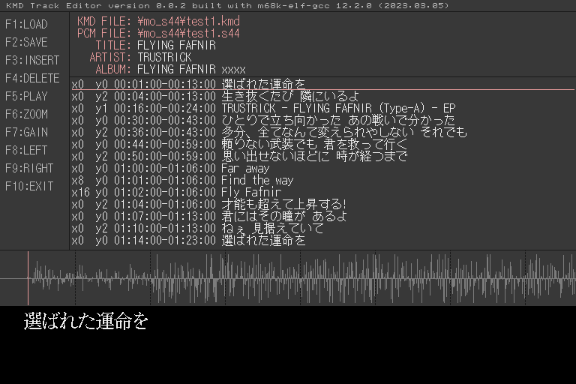 KMD Track Editor version 0.0.2 built with m68k-elf-gcc 12.2.0 (2023.03.05)
F1:LOAD
F2:SAVE
F3:INSERT
F4:DELETE
F5:PLAY
F6:ZOOM
F7:GAIN
F8:LEFT
F9:RIGHT
F10:EXIT
KMD FILE: ¥mo_s44¥test1.kmd
PCM FILE: ¥mo_s44¥test1.s44
TITLE: FLYING FAFNIR
ARTIST: TRUSTRICK
ALBUM: FLYING FAFNIR xxxx
x0 y0 00:01:00-00:13:00 選ばれた運命を
x0 y2 00:04:00-00:13:00 生き抜くたび 隣にいるよ
x0 y1 00:16:00-00:24:00 TRUSTRICK - FLYING FAFNIR (Type-A) - EP
x0 y0 00:30:00-00:43:00 ひとりで立ち向かった あの戦いで分かった
x0 y2 00:36:00-00:43:00 多分、全てなんて変えられやしない それでも
x0 y0 00:44:00-00:59:00 頼りない武装でも 君を救って行く
x0 y2 00:50:00-00:59:00 思い出せないほどに 時が経つまで
x0 y0 01:00:00-01:06:00 Far away
x8 y0 01:01:00-01:06:00 Find the way
x16 y0 01:02:00-01:06:00 Fly Fafnir
x0 y2 01:04:00-01:06:00 才能も超えて上昇する!
x0 y0 01:07:00-01:13:00 君にはその瞳が あるよ
x0 y2 01:10:00-01:13:00 ねぇ 見据えていて
x0 y0 01:14:00-01:23:00 選ばれた運命を
選ばれた運命を